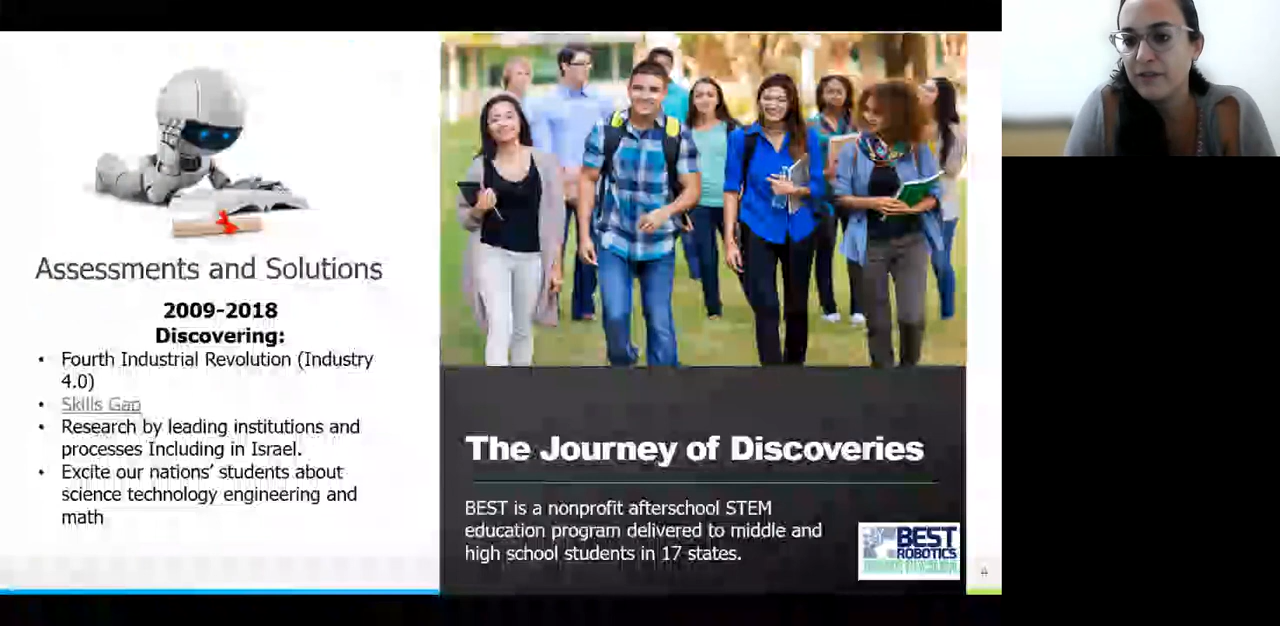 Assessments and Solutions
2009-2018
Discovering:
• Fourth Industrial Revolution (Industry
4.0)
• Skills Gap
• Research by leading institutions and
processes Including in Israel.
• Excite our nations’ students about
science technology engineering and
math
The Journey of Discoveries
BEST is a nonprofit afterschool STEM
education program delivered to middle and
high school students in 17 states.
BEST
ROBOTICS